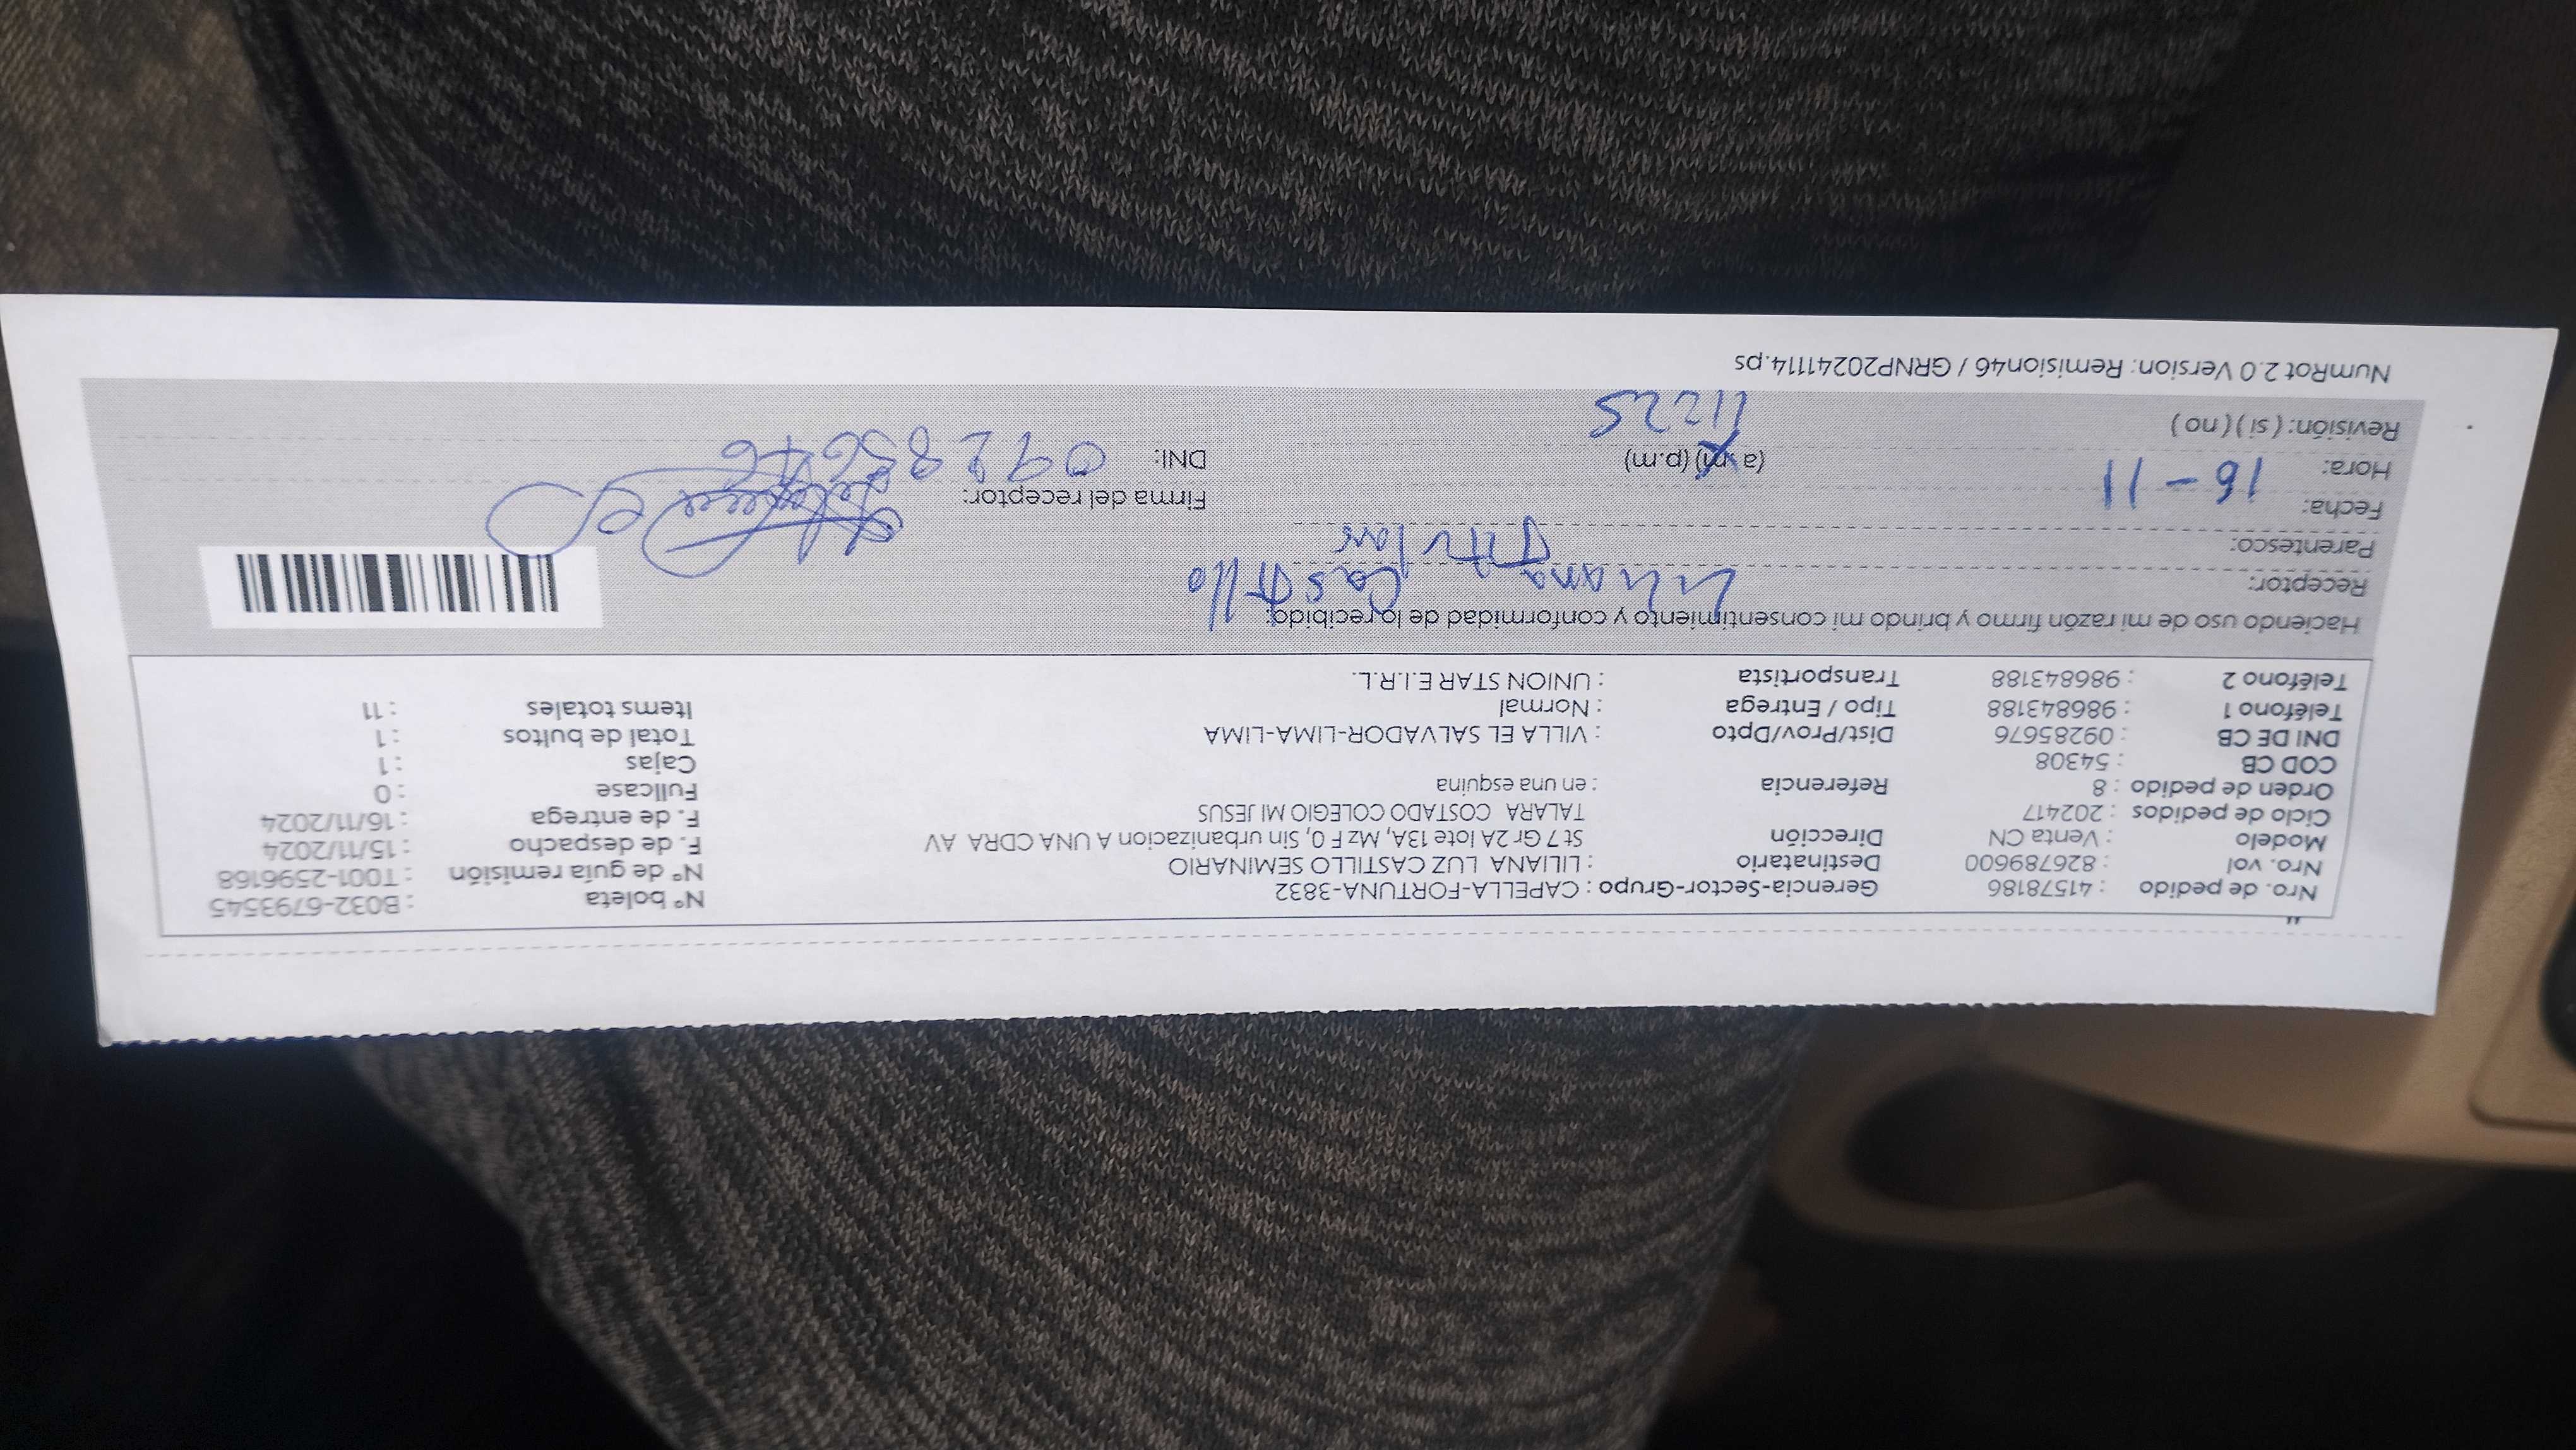 "
Nro. de pedido : 41578186 Gerencia-Sector-Grupo : CAPELLA-FORTUNA-3832 Nº boleta : B032-6793545
Nro. vol : 826789600 Destinatario : LILIANA LUZ CASTILLO SEMINARIO Nº de guía remisión : T001-2596168
Modelo : Venta CN Dirección St 7 Gr 2A lote 13A, Mz F 0, Sin urbanizacion A UNA CDRA AV F. de despacho : 15/11/2024
Ciclo de pedidos : 202417 TALARA COSTADO COLEGIO MI JESUS F. de entrega : 16/11/2024
Orden de pedido : 8 Referencia : en una esquina Fullcase : 0
COD CB : 54308 Cajas : 1
DNI DE CB : 09285676 Dist/Prov/Dpto : VILLA EL SALVADOR-LIMA-LIMA Total de bultos : 1
Teléfono 1 : 986843188 Tipo / Entrega : Normal Items totales : 11
Teléfono 2 : 986843188 Transportista : UNION STAR E.I.R.L.
Haciendo uso de mi razón firmo y brindo mi consentimiento y conformidad de lo recibido:
Receptor: Liliana Castillo
Parentesco: Titular
Fecha: 16-11 Firma del receptor:
Hora: (a.m) (p.m) DNI: 09285676
Revisión: ( si ) ( no ) 1225
NumRot 2.0 Version: Remision46 / GRNP20241114.ps